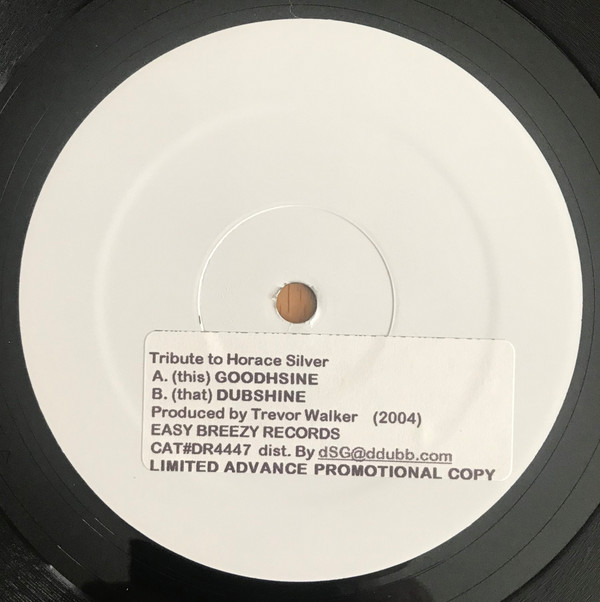 Tribute to Horace Silver
A. (this) GOODHSINE
B. (that) DUBSHINE
Produced by Trevor Walker (2004)
EASY BREEZY RECORDS
CAT#DR4447 dist. By dSG@ddubb.com
LIMITED ADVANCE PROMOTIONAL COPY